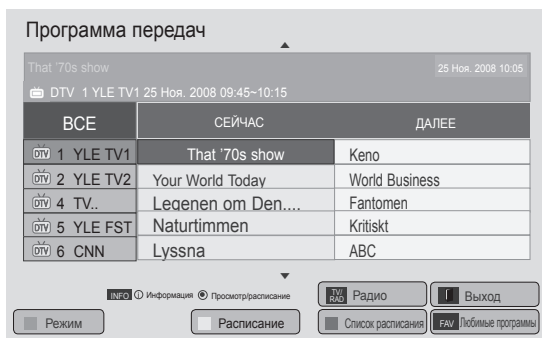 Программа передач
That '70s show 25 Ноя. 2008 10:05
DTV 1 YLE TV1 25 Ноя. 2008 09:45~10:15
ВСЕ СЕЙЧАС ДАЛЕЕ
DTV 1 YLE TV1 That '70s show Keno
DTV 2 YLE TV2 Your World Today World Business
DTV 4 TV.. Legenen om Den.... Fantomen
DTV 5 YLE FST Naturtimmen Kritiskt
DTV 6 CNN Lyssna ABC
INFO i Информация Просмотр/расписание TV/RAD Радио Выход
Режим Расписание Список расписания FAV Любимые программы